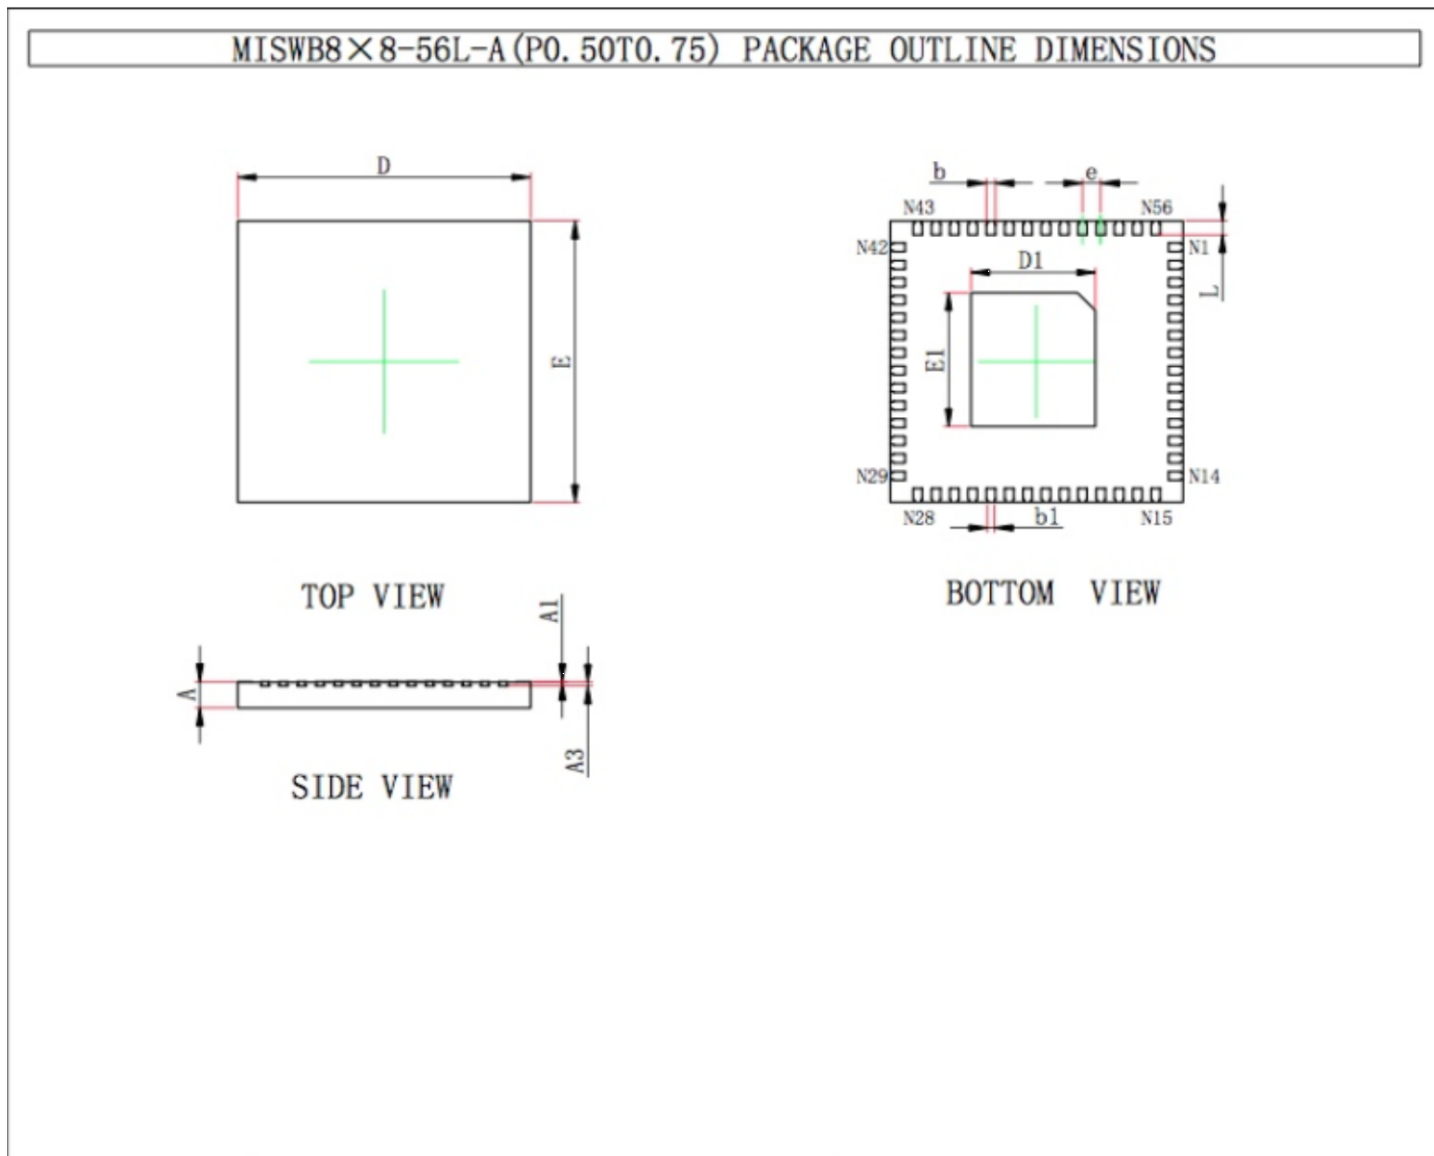 MISWB8×8-56L-A(P0.50T0.75) PACKAGE OUTLINE DIMENSIONS
D
E
TOP VIEW
b
e
N43
N56
N42
N1
D1
L
E1
N29
N14
N28
b1
N15
BOTTOM VIEW
A1
A
A3
SIDE VIEW